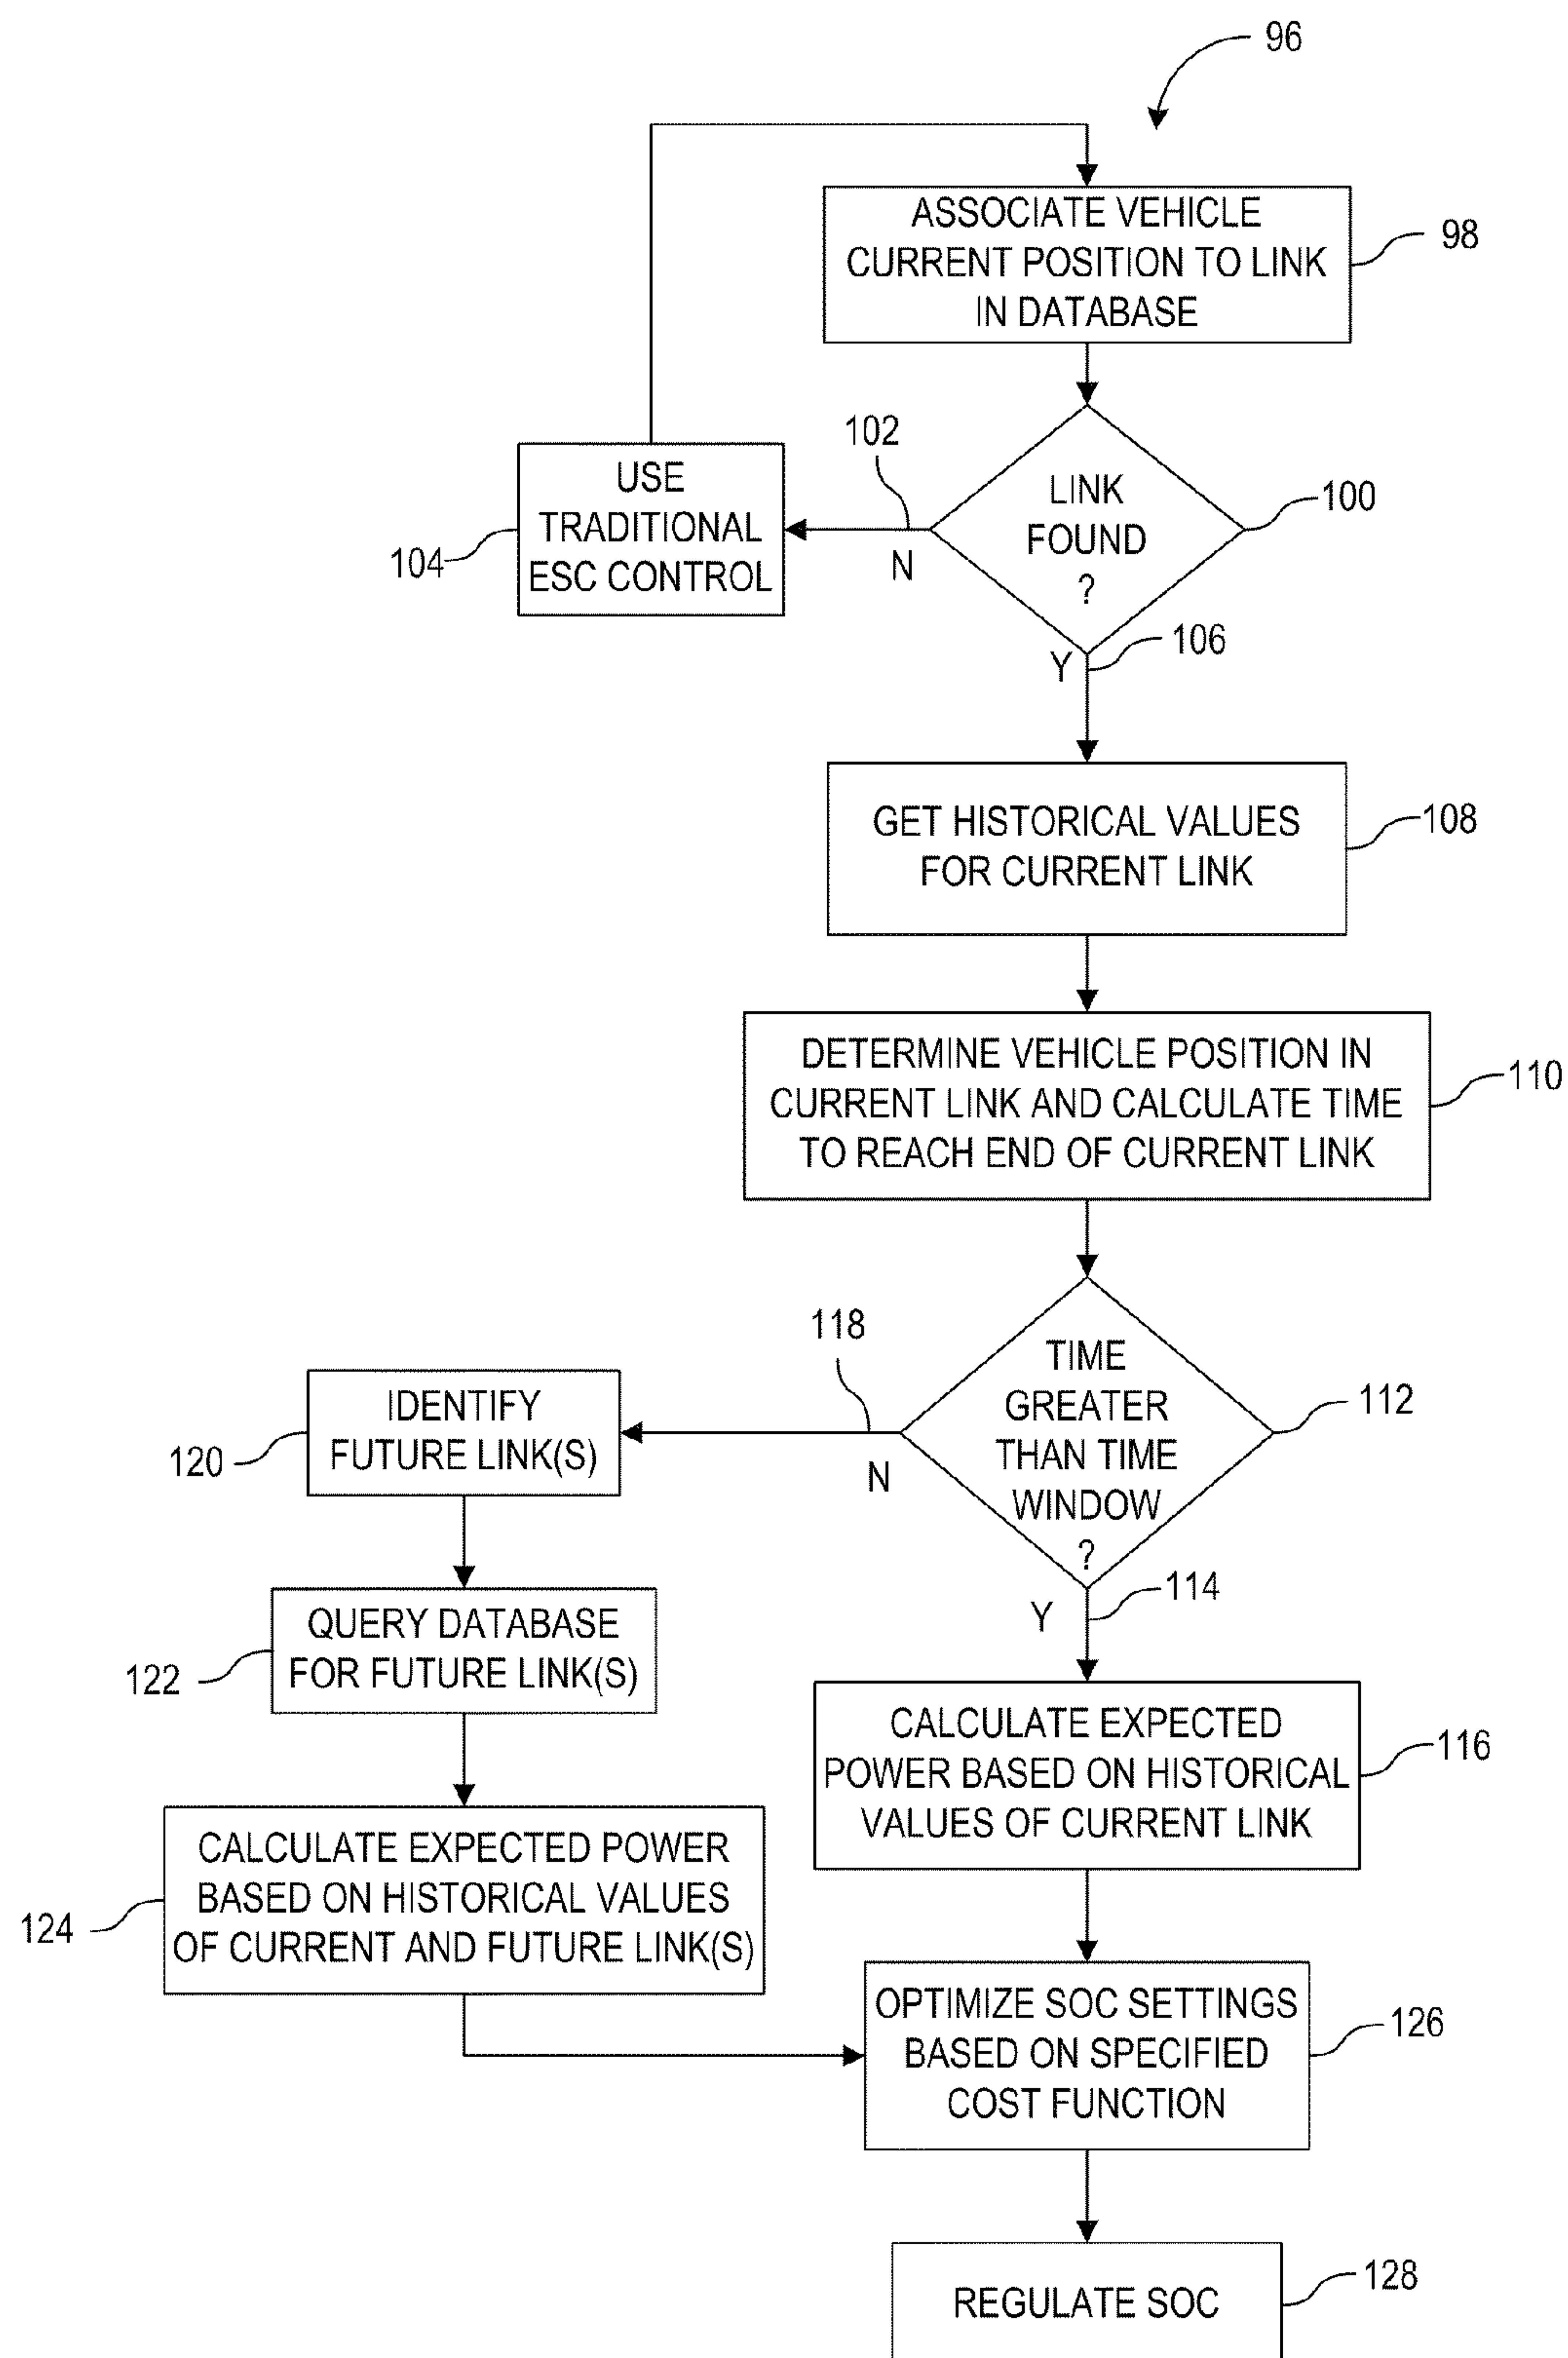 96
ASSOCIATE VEHICLE
CURRENT POSITION TO LINK
IN DATABASE
98
LINK
FOUND
?
100
102
N
USE
TRADITIONAL
ESC CONTROL
104
Y
106
GET HISTORICAL VALUES
FOR CURRENT LINK
108
DETERMINE VEHICLE POSITION IN
CURRENT LINK AND CALCULATE TIME
TO REACH END OF CURRENT LINK
110
TIME
GREATER
THAN TIME
WINDOW
?
112
118
N
IDENTIFY
FUTURE LINK(S)
120
QUERY DATABASE
FOR FUTURE LINK(S)
122
CALCULATE EXPECTED POWER
BASED ON HISTORICAL VALUES
OF CURRENT AND FUTURE LINK(S)
124
Y
114
CALCULATE EXPECTED
POWER BASED ON HISTORICAL
VALUES OF CURRENT LINK
116
OPTIMIZE SOC SETTINGS
BASED ON SPECIFIED
COST FUNCTION
126
REGULATE SOC
128